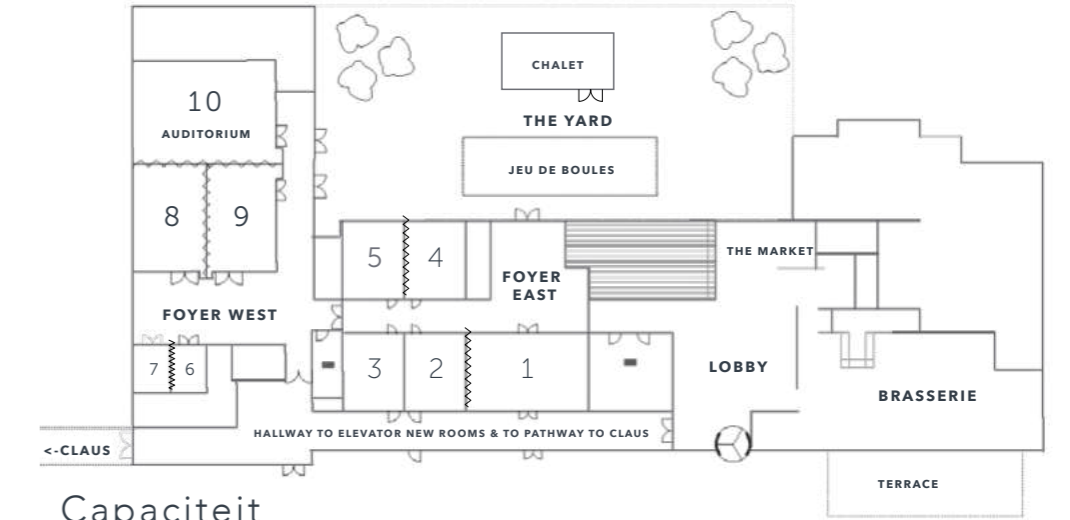 CHALET
10
AUDITORIUM
THE YARD
JEU DE BOULES
8
9
5
4
THE MARKET
FOYER
EAST
FOYER WEST
7
6
3
2
1
LOBBY
BRASSERIE
HALLWAY TO ELEVATOR NEW ROOMS & TO PATHWAY TO CLAUS
<-CLAUS
TERRACE
Capaciteit